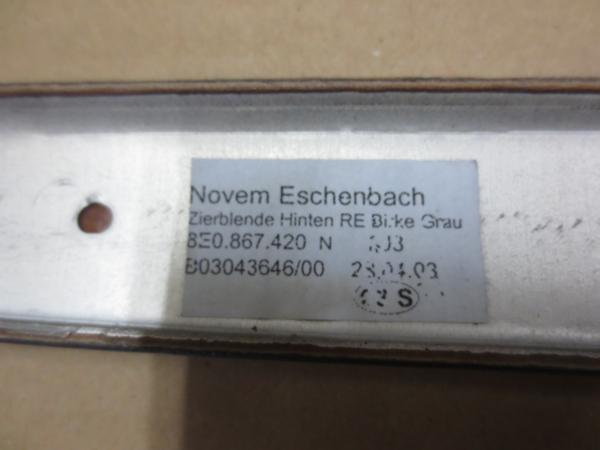 Novem Eschenbach
Zierblende Hinten RE Birke Grau
8E0.867.420 N
B03043646/00